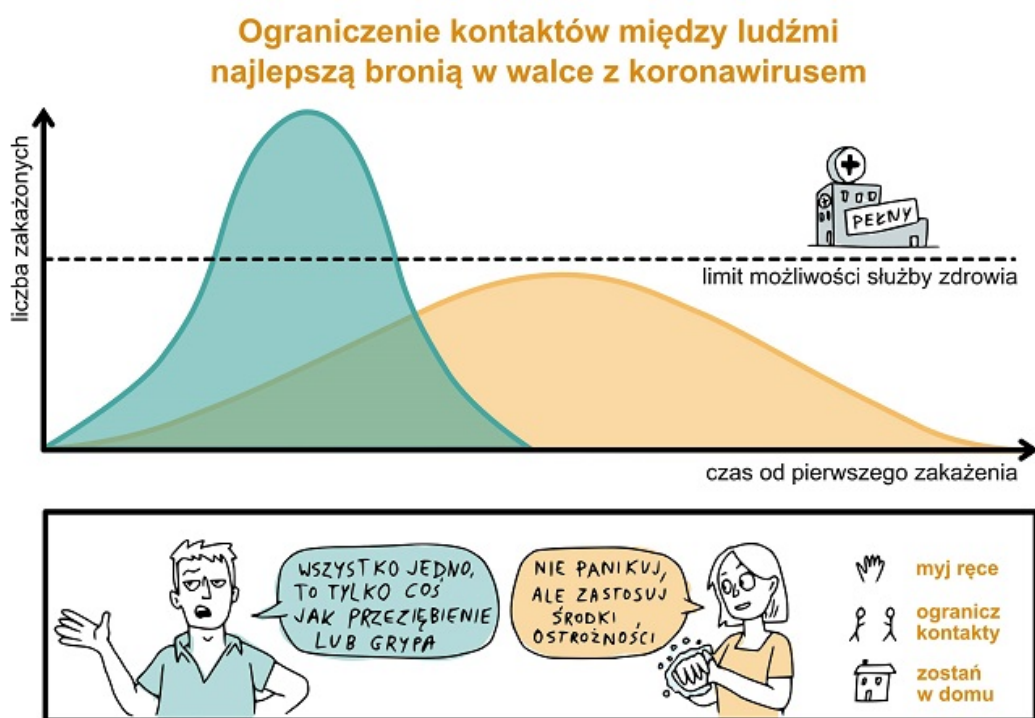 Ograniczenie kontaktów między ludźmi
najlepszą bronią w walce z koronawirusem
liczba zakażonych
PEŁNY
limit możliwości służby zdrowia
czas od pierwszego zakażenia
WSZYSTKO JEDNO,
TO TYLKO COŚ
JAK PRZEZIĘBIENIE
LUB GRYPA
NIE PANIKUJ,
ALE ZASTOSUJ
ŚRODKI
OSTROŻNOŚCI
myj ręce
ogranicz
kontakty
zostań
w domu